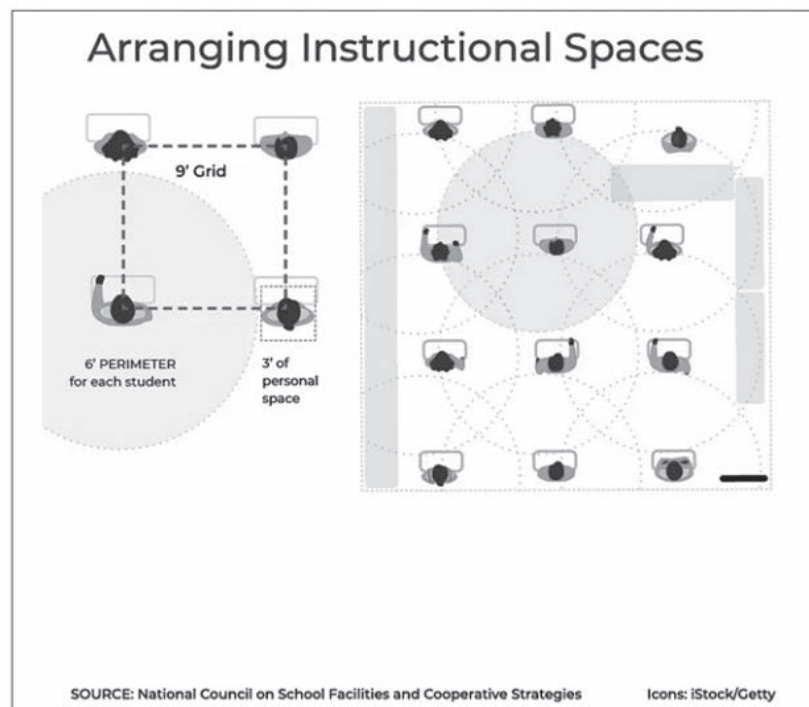 Arranging Instructional Spaces
9’ Grid
6’ PERIMETER
for each student
3’ of
personal
space
SOURCE: National Council on School Facilities and Cooperative Strategies
Icons: iStock/Getty